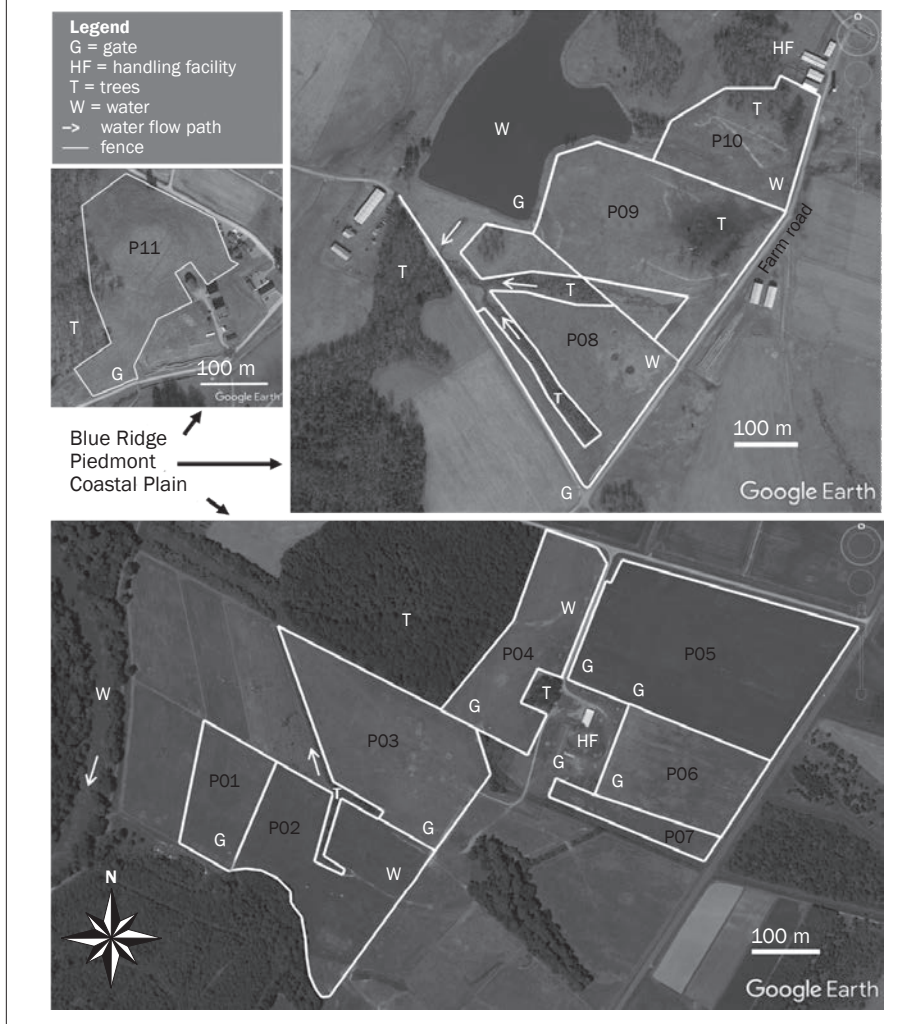 Legend
G = gate
HF = handling facility
T = trees
W = water
-> water flow path
— fence
P11
T
G
100 m
Google Earth
Blue Ridge
Piedmont
Coastal Plain
HF
T
P10
W
W
G
P09
T
Farm road
T
T
P08
W
T
G
100 m
Google Earth
T
W
P04
G
T
P05
G
G
HF
G
G
P06
P07
W
P03
P01
T
P02
G
G
W
N
100 m
Google Earth